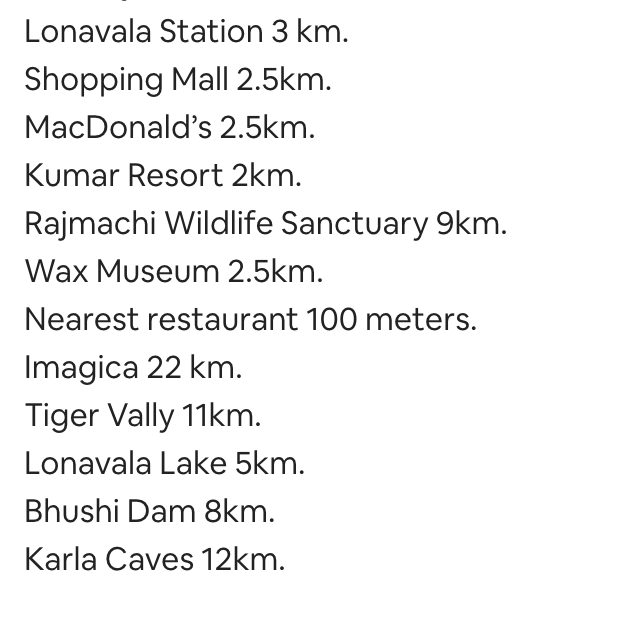 Lonavala Station 3 km.
Shopping Mall 2.5km.
MacDonald’s 2.5km.
Kumar Resort 2km.
Rajmachi Wildlife Sanctuary 9km.
Wax Museum 2.5km.
Nearest restaurant 100 meters.
Imagica 22 km.
Tiger Vally 11km.
Lonavala Lake 5km.
Bhushi Dam 8km.
Karla Caves 12km.